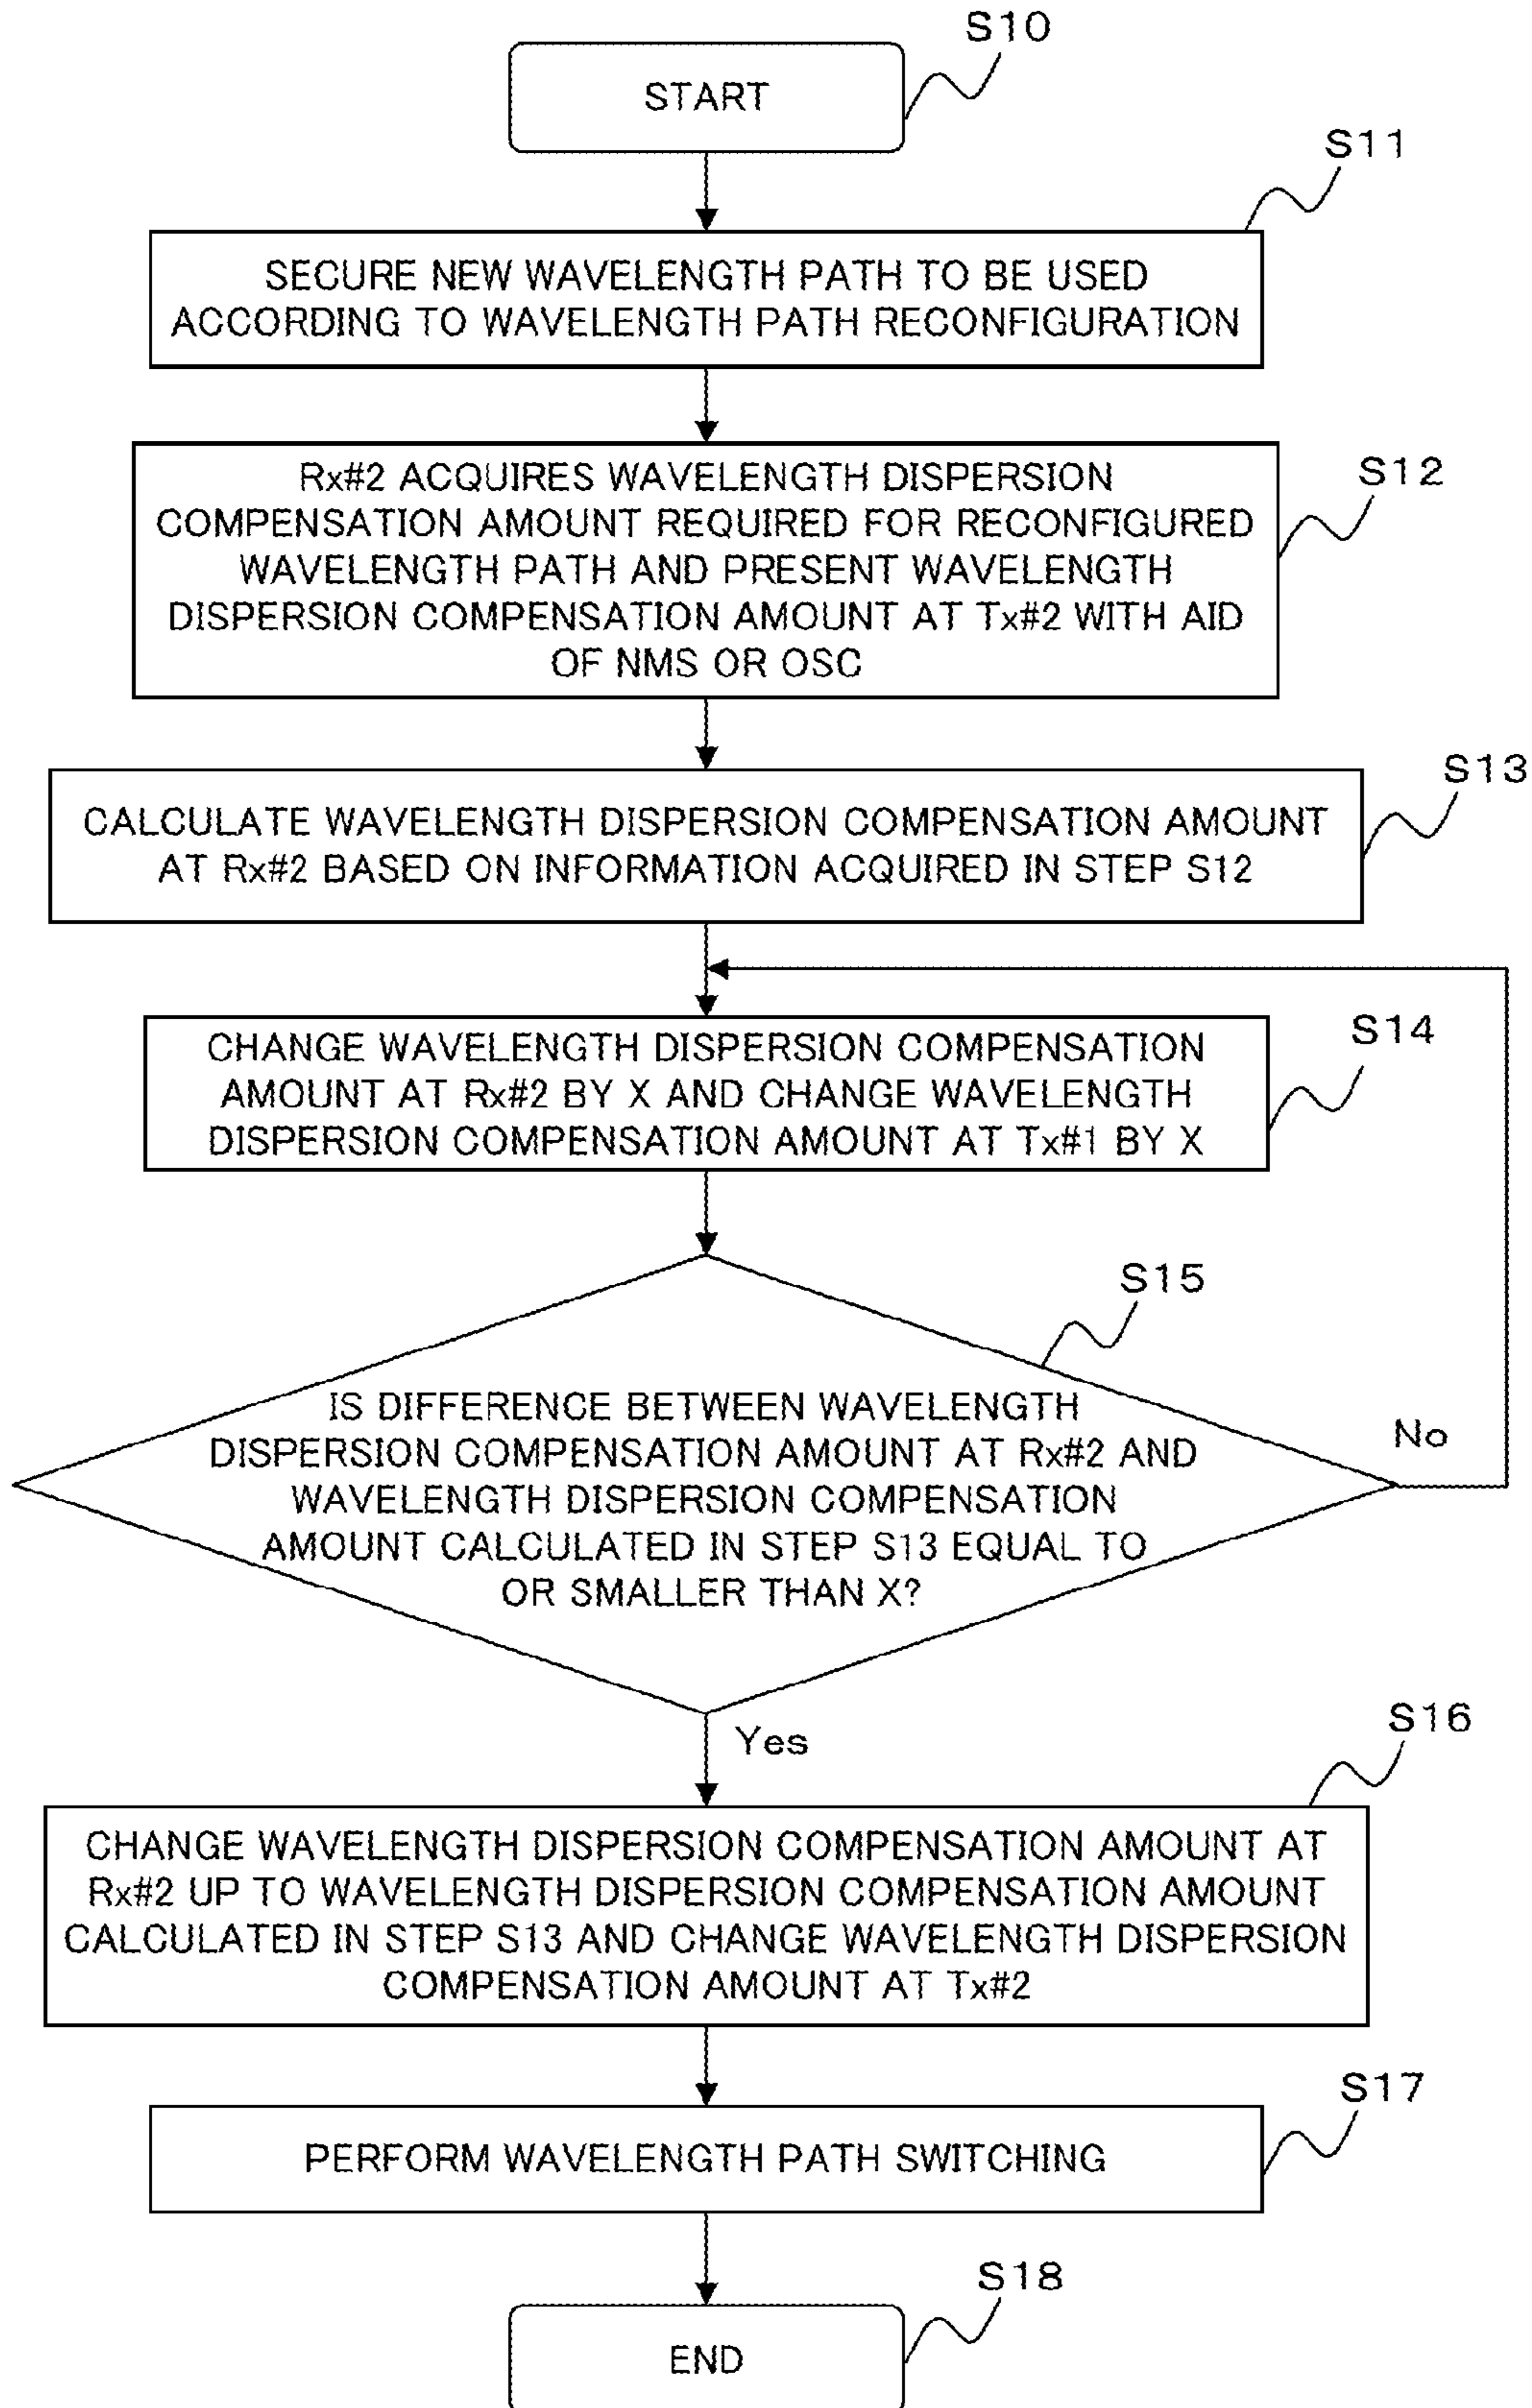 S10
START
S11
SECURE NEW WAVELENGTH PATH TO BE USED
ACCORDING TO WAVELENGTH PATH RECONFIGURATION
S12
Rx#2 ACQUIRES WAVELENGTH DISPERSION
COMPENSATION AMOUNT REQUIRED FOR RECONFIGURED
WAVELENGTH PATH AND PRESENT WAVELENGTH
DISPERSION COMPENSATION AMOUNT AT Tx#2 WITH AID
OF NMS OR OSC
S13
CALCULATE WAVELENGTH DISPERSION COMPENSATION AMOUNT
AT Rx#2 BASED ON INFORMATION ACQUIRED IN STEP S12
S14
CHANGE WAVELENGTH DISPERSION COMPENSATION
AMOUNT AT Rx#2 BY X AND CHANGE WAVELENGTH
DISPERSION COMPENSATION AMOUNT AT Tx#1 BY X
S15
IS DIFFERENCE BETWEEN WAVELENGTH
DISPERSION COMPENSATION AMOUNT AT Rx#2 AND
WAVELENGTH DISPERSION COMPENSATION
AMOUNT CALCULATED IN STEP S13 EQUAL TO
OR SMALLER THAN X?
No
Yes
S16
CHANGE WAVELENGTH DISPERSION COMPENSATION AMOUNT AT
Rx#2 UP TO WAVELENGTH DISPERSION COMPENSATION AMOUNT
CALCULATED IN STEP S13 AND CHANGE WAVELENGTH DISPERSION
COMPENSATION AMOUNT AT Tx#2
S17
PERFORM WAVELENGTH PATH SWITCHING
S18
END